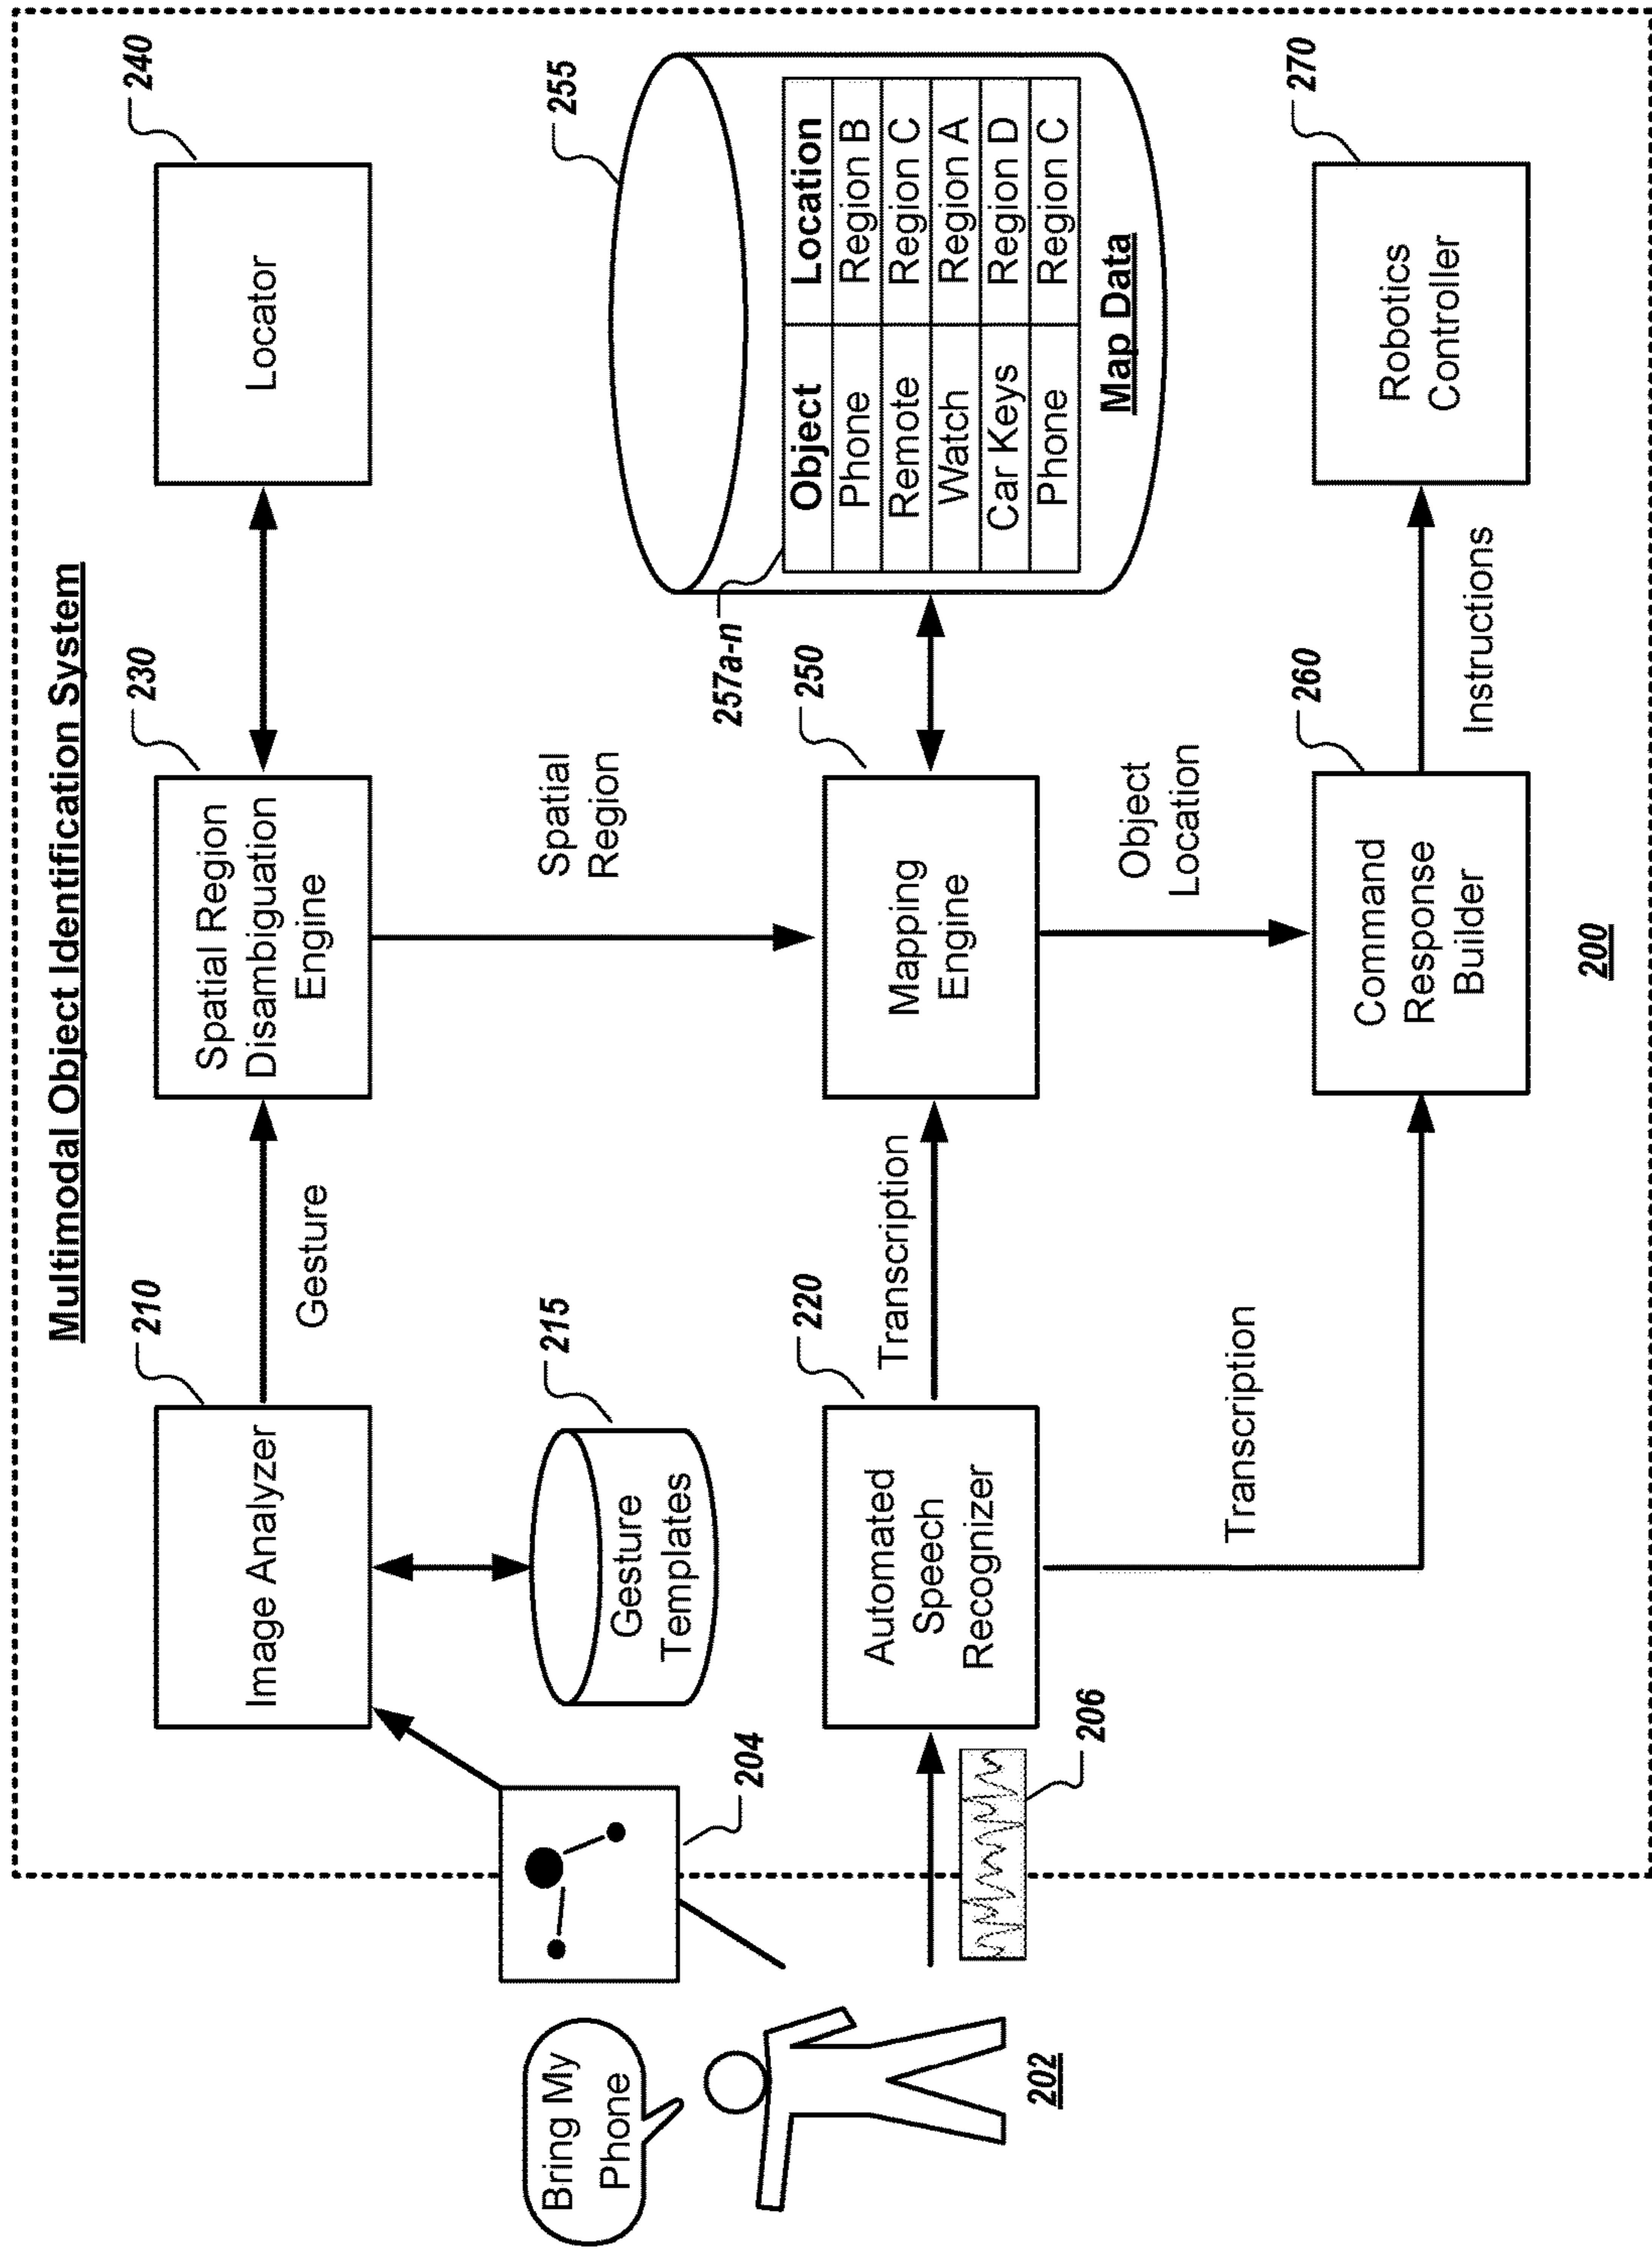 Multimodal Object Identification System
210
Image Analyzer
Gesture
230
Spatial Region
Disambiguation
Engine
240
Locator
215
Gesture
Templates
Spatial
Region
255
257a-n
Object Location
Phone Region B
Remote Region C
Watch Region A
Car Keys Region D
Phone Region C
Map Data
Bring My
Phone
204
202
206
220
Automated
Speech
Recognizer
Transcription
250
Mapping
Engine
Object
Location
Transcription
260
Command
Response
Builder
Instructions
270
Robotics
Controller
200